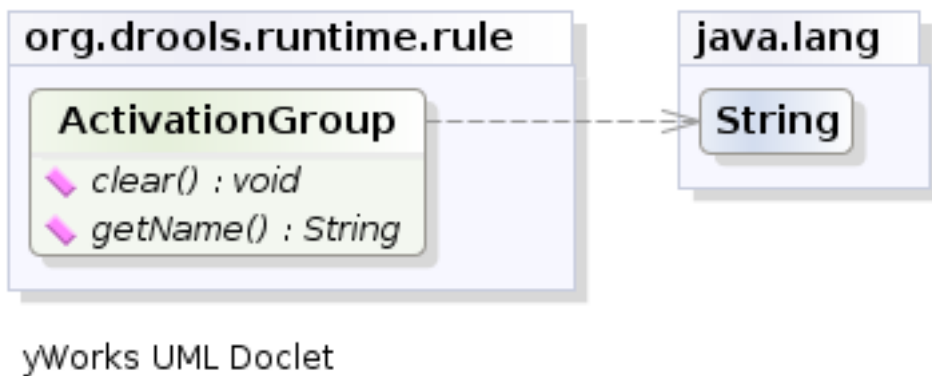 org.drools.runtime.rule
ActivationGroup
clear() : void
getName() : String
java.lang
String
yWorks UML Doclet